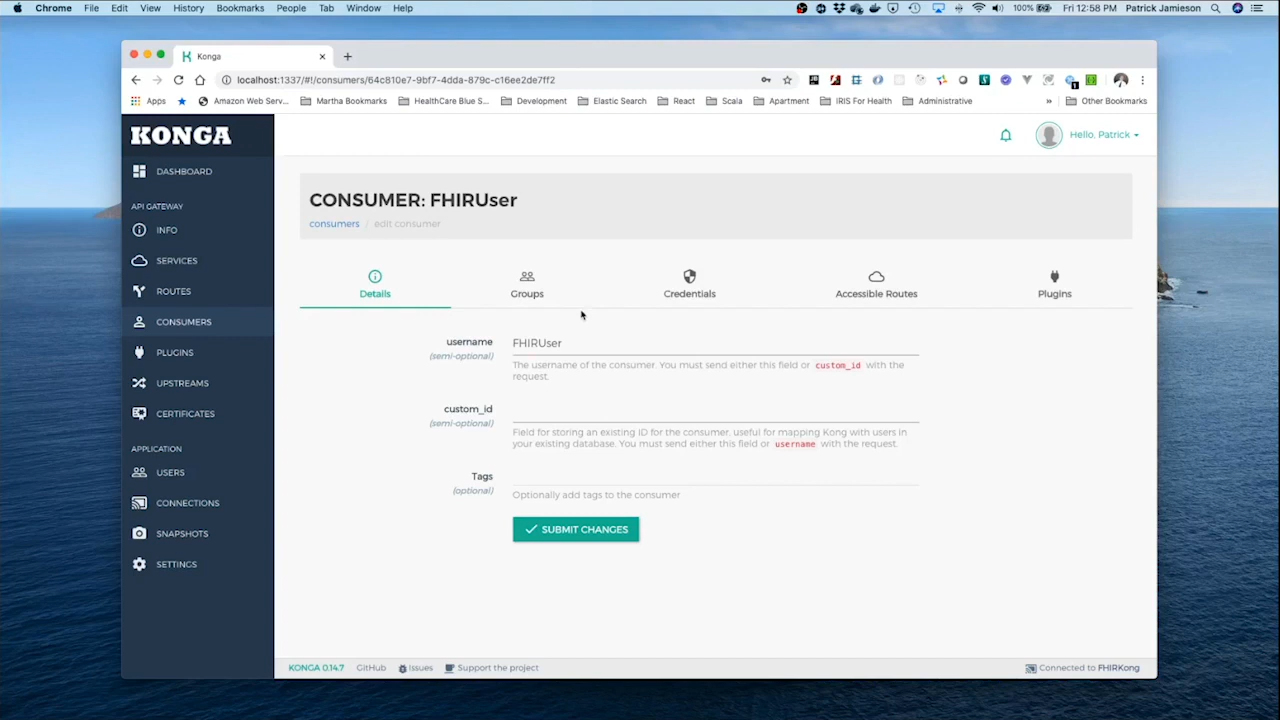 Chrome File Edit View History Bookmarks People Tab Window Help 100% Fri 12:58 PM Patrick Jamieson
Konga
localhost:1337/#!/consumers/64c810e7-9bf7-4dda-879c-c16ee2de7ff2
Apps Amazon Web Serv... Martha Bookmarks HealthCare Blue S... Development Elastic Search React Scala Apartment IRIS For Health Administrative » Other Bookmarks
KONGA
Hello, Patrick
DASHBOARD
API GATEWAY
INFO
SERVICES
ROUTES
CONSUMERS
PLUGINS
UPSTREAMS
CERTIFICATES
APPLICATION
USERS
CONNECTIONS
SNAPSHOTS
SETTINGS
CONSUMER: FHIRUser
consumers / edit consumer
Details Groups Credentials Accessible Routes Plugins
username FHIRUser
(semi-optional)
The username of the consumer. You must send either this field or custom_id with the
request.
custom_id
(semi-optional)
Field for storing an existing ID for the consumer, useful for mapping Kong with users in
your existing database. You must send either this field or username with the request.
Tags
(optional)
Optionally add tags to the consumer
SUBMIT CHANGES
KONGA 0.14.7 GitHub Issues Support the project Connected to FHIRKong